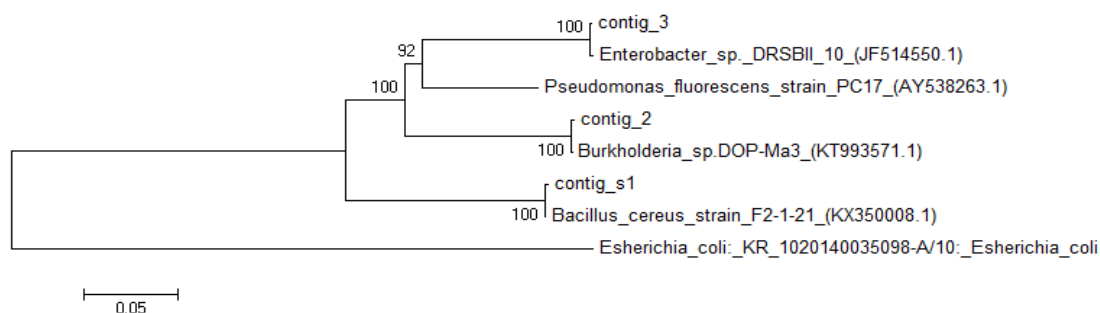 100 contig_3
Enterobacter_sp._DRSBII_10_(JF514550.1)
92
Pseudomonas_fluorescens_strain_PC17_(AY538263.1)
100
contig_2
100 Burkholderia_sp.DOP-Ma3_(KT993571.1)
contig_s1
100 Bacillus_cereus_strain_F2-1-21_(KX350008.1)
Esherichia_coli:_KR_1020140035098-A/10:_Esherichia_coli
0.05